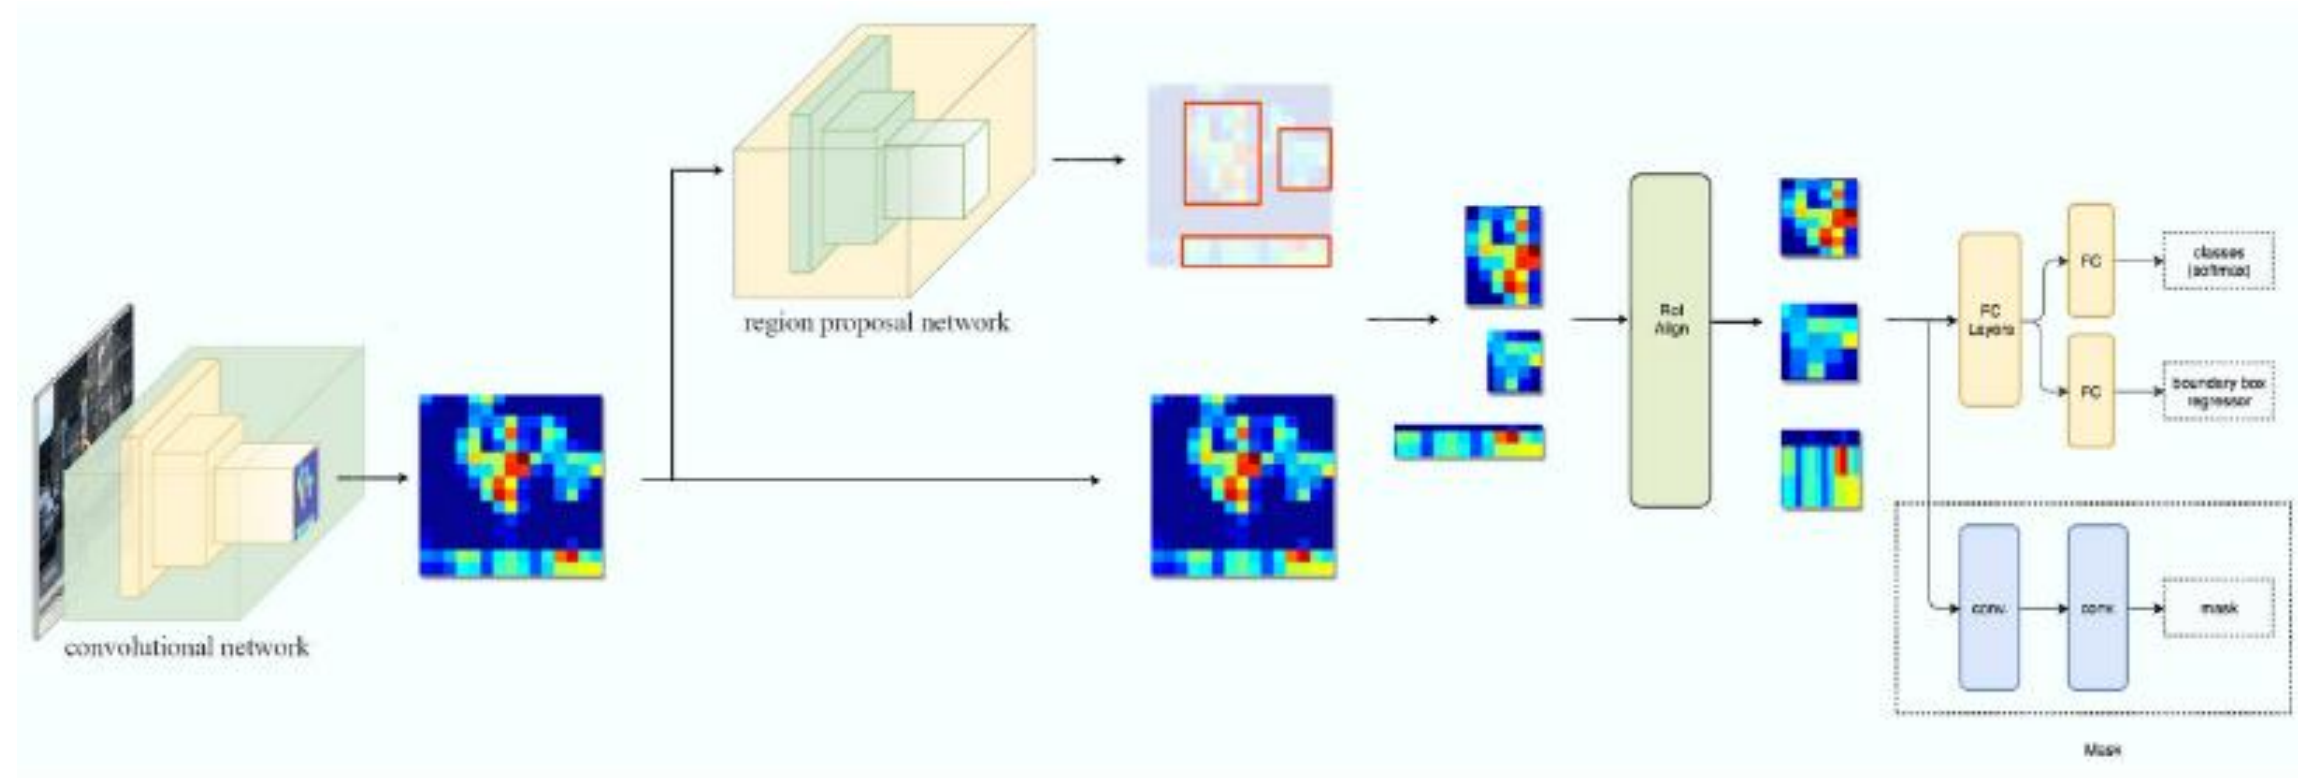 convolutional network
region proposal network
RoI
Align
FC
Layers
FC
classes
(softmax)
FC
boundary box
regressor
conv.
conv.
mask
Mask